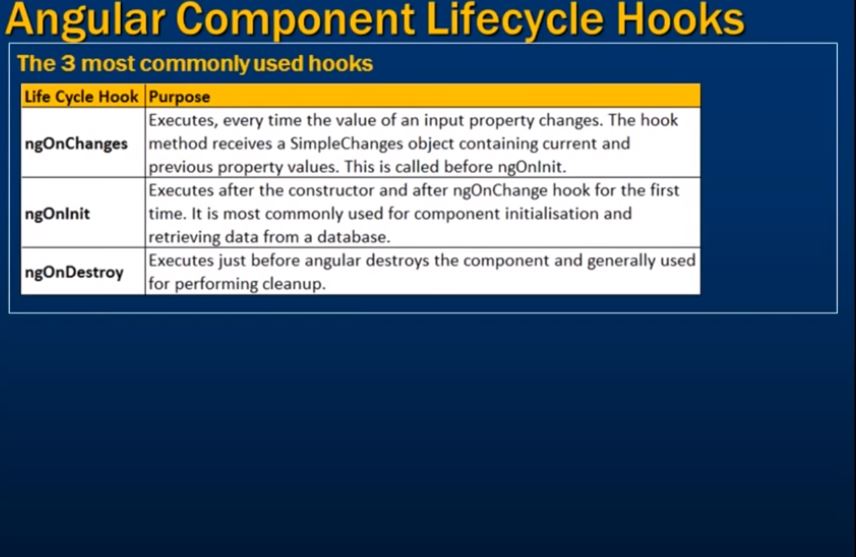 Angular Component Lifecycle Hooks
The 3 most commonly used hooks
Life Cycle Hook Purpose
ngOnChanges
Executes, every time the value of an input property changes. The hook
method receives a SimpleChanges object containing current and
previous property values. This is called before ngOnInit.
ngOnInit
Executes after the constructor and after ngOnChange hook for the first
time. It is most commonly used for component initialisation and
retrieving data from a database.
ngOnDestroy
Executes just before angular destroys the component and generally used
for performing cleanup.